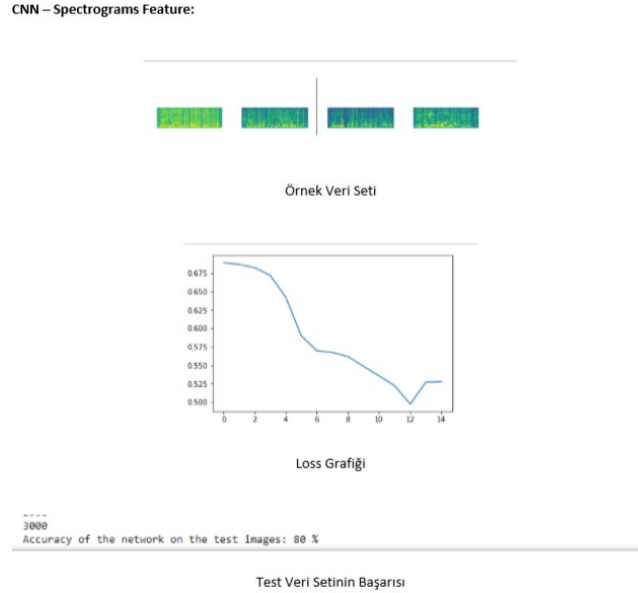 CNN – Spectrograms Feature:
Örnek Veri Seti
0.675
0.650
0.625
0.600
0.575
0.550
0.525
0.500
0 2 4 6 8 10 12 14
Loss Grafiği
3000
Accuracy of the network on the test images: 80 %
Test Veri Setinin Başarısı